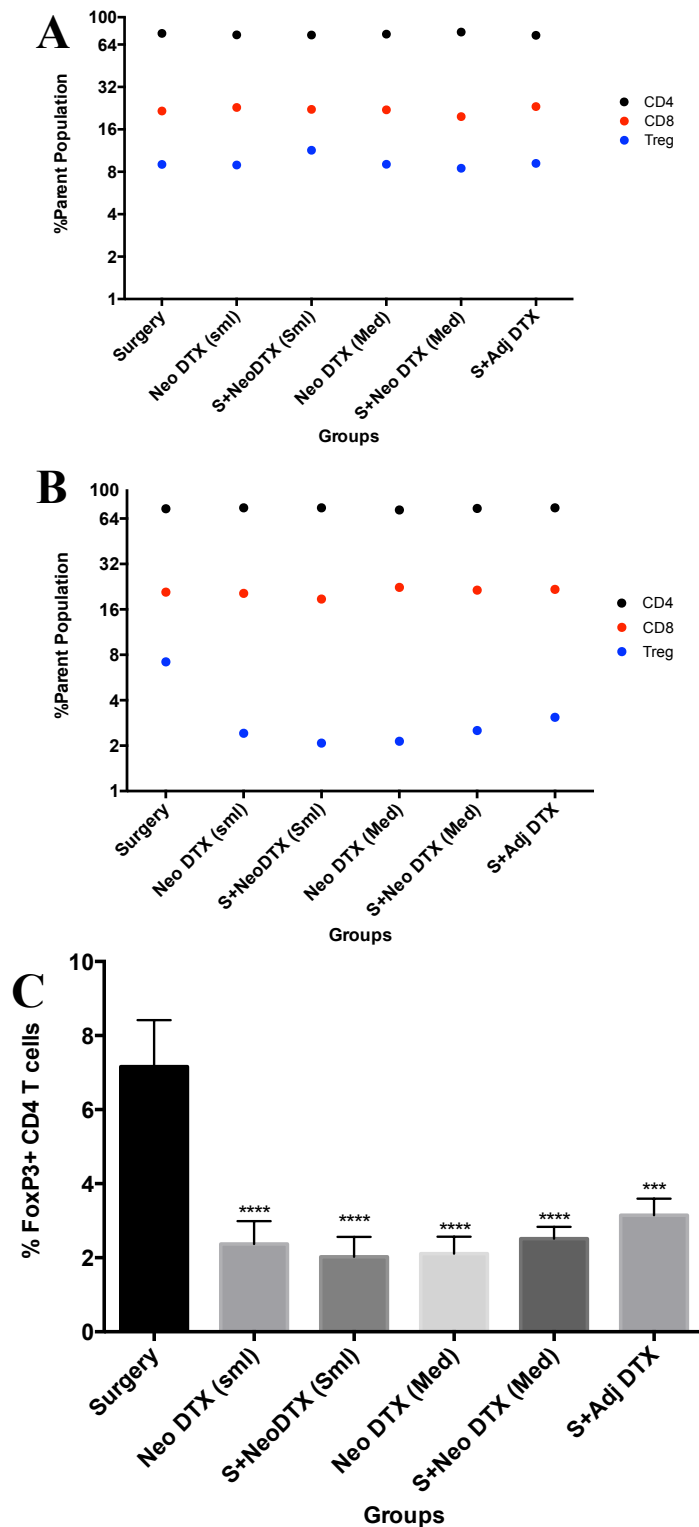 A
100
64
32
16
8
4
2
1
%Parent Population
CD4
CD8
Treg
Surgery
Neo DTX (sml)
S+NeoDTX (Sml)
Neo DTX (Med)
S+Neo DTX (Med)
S+Adj DTX
Groups
B
100
64
32
16
8
4
2
1
%Parent Population
CD4
CD8
Treg
Surgery
Neo DTX (sml)
S+NeoDTX (Sml)
Neo DTX (Med)
S+Neo DTX (Med)
S+Adj DTX
Groups
C
10
8
6
4
2
0
% FoxP3+ CD4 T cells
****
****
****
****
***
Surgery
Neo DTX (sml)
S+NeoDTX (Sml)
Neo DTX (Med)
S+Neo DTX (Med)
S+Adj DTX
Groups